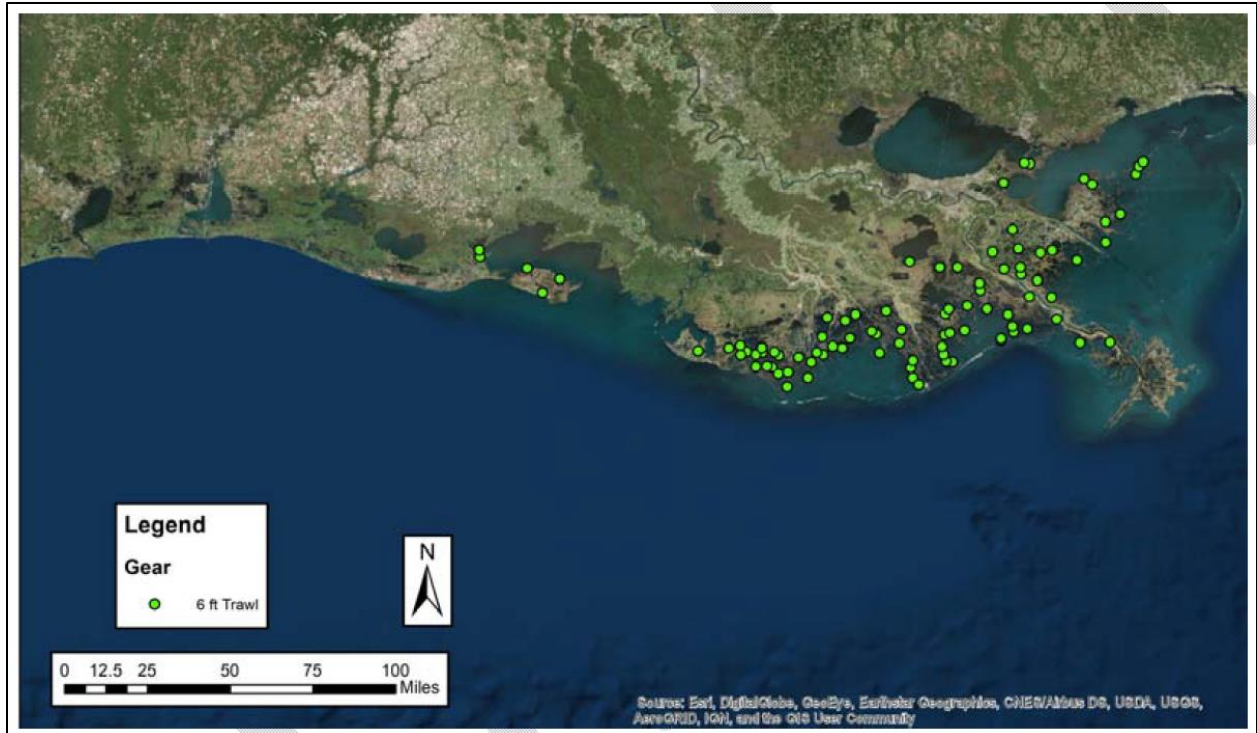 Legend
Gear
6 ft Trawl
N
0 12.5 25 50 75 100
Miles
Source: Esri, DigitalGlobe, GeoEye, Earthstar Geographics, CNES/Airbus DS, USDA, USGS,
AeroGRID, IGN, and the GIS User Community